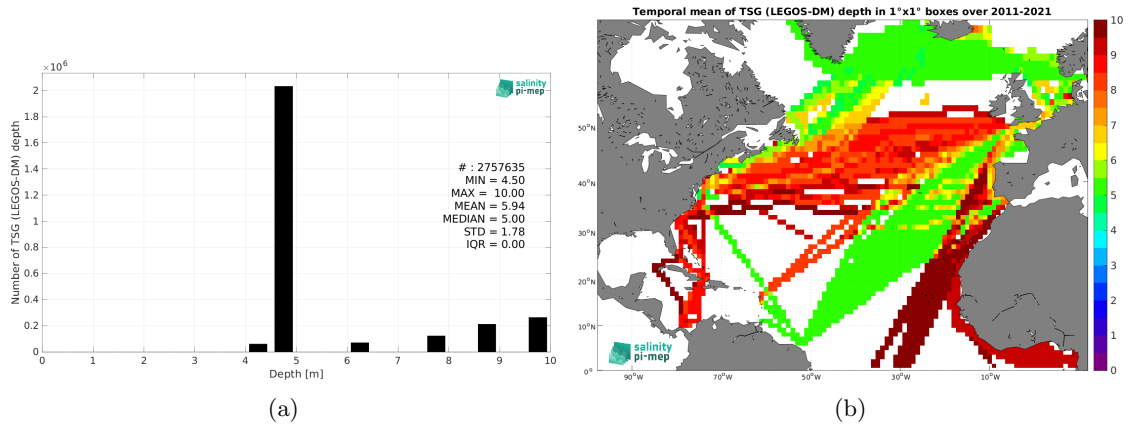 ×10⁶
2
1.8
1.6
1.4
1.2
1
0.8
0.6
0.4
0.2
0
Number of TSG (LEGOS-DM) depth
salinity
pi-mep
# : 2757635
MIN = 4.50
MAX = 10.00
MEAN = 5.94
MEDIAN = 5.00
STD = 1.78
IQR = 0.00
0 1 2 3 4 5 6 7 8 9 10
Depth [m]
(a)
Temporal mean of TSG (LEGOS-DM) depth in 1°x1° boxes over 2011-2021
50°N
40°N
30°N
20°N
10°N
0°
90°W 70°W 50°W 30°W 10°W
salinity
pi-mep
10
9
8
7
6
5
4
3
2
1
0
(b)